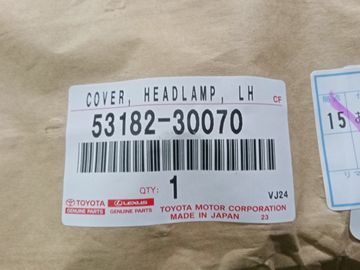 COVER, HEADLAMP, LH
CF
53182-30070
QTY: 1
VJ24
TOYOTA GENUINE PARTS
LEXUS GENUINE PARTS
TOYOTA MOTOR CORPORATION
MADE IN JAPAN 23
15